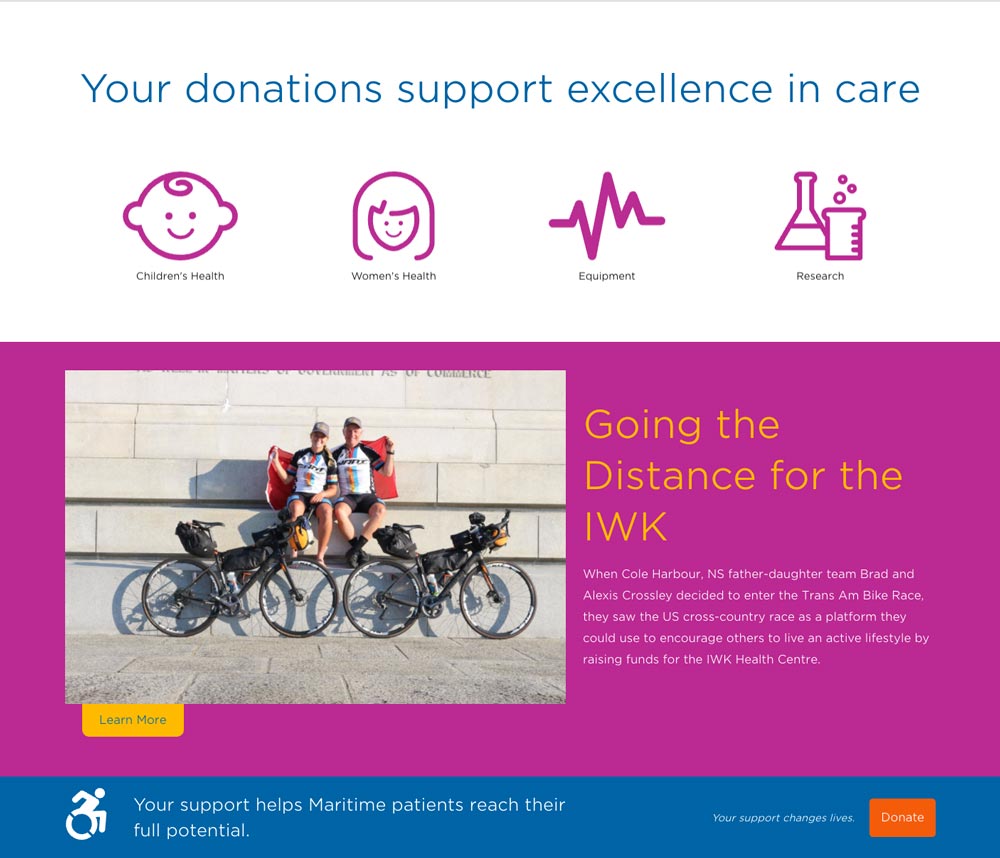 Your donations support excellence in care
Children's Health
Women's Health
Equipment
Research
OF GOVERNMENT AS OF COMMERCE
Going the
Distance for the
IWK
When Cole Harbour, NS father-daughter team Brad and
Alexis Crossley decided to enter the Trans Am Bike Race,
they saw the US cross-country race as a platform they
could use to encourage others to live an active lifestyle by
raising funds for the IWK Health Centre.
Learn More
Your support helps Maritime patients reach their
full potential.
Your support changes lives.
Donate